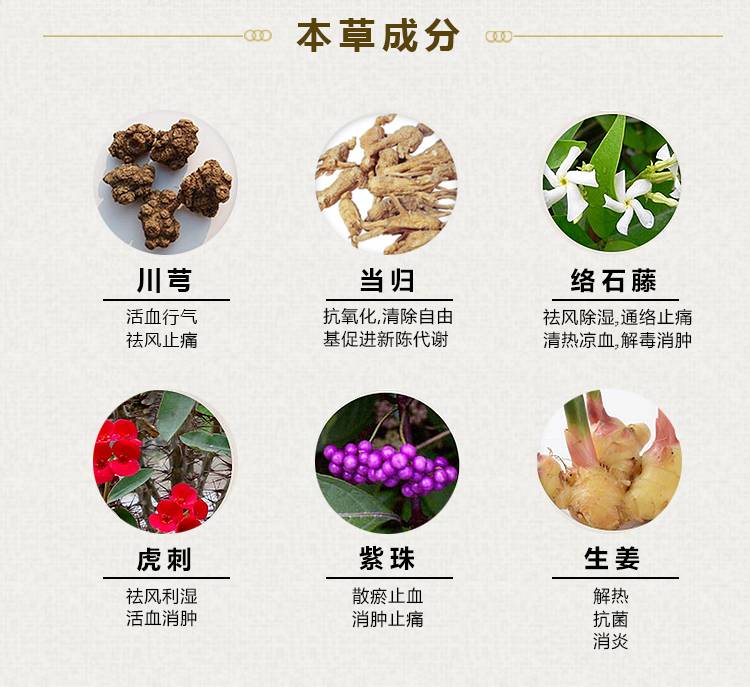 本草成分
川芎
活血行气
祛风止痛
当归
抗氧化,清除自由
基促进新陈代谢
络石藤
祛风除湿,通络止痛
清热凉血,解毒消肿
虎刺
祛风利湿
活血消肿
紫珠
散瘀止血
消肿止痛
生姜
解热
抗菌
消炎